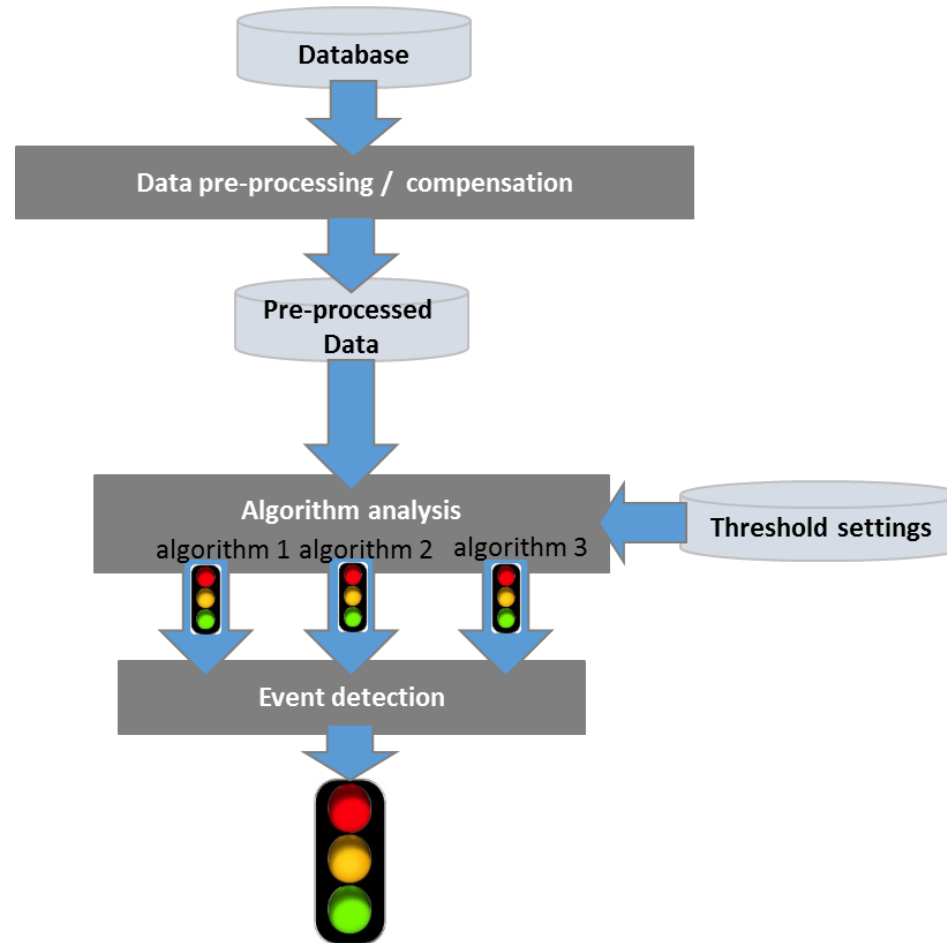 Database
Data pre-processing / compensation
Pre-processed
Data
Algorithm analysis
algorithm 1 algorithm 2 algorithm 3
Threshold settings
Event detection